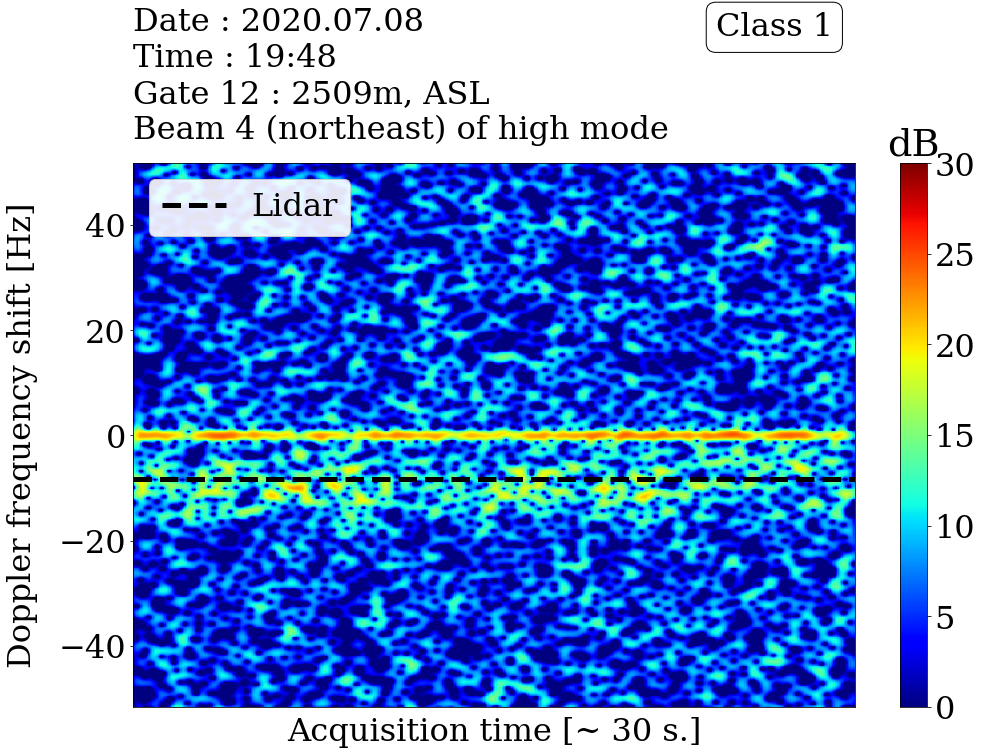 Date : 2020.07.08
Time : 19:48
Gate 12 : 2509m, ASL
Beam 4 (northeast) of high mode
Class 1
dB
Lidar
Doppler frequency shift [Hz]
40
20
0
−20
−40
30
25
20
15
10
5
0
Acquisition time [~ 30 s.]